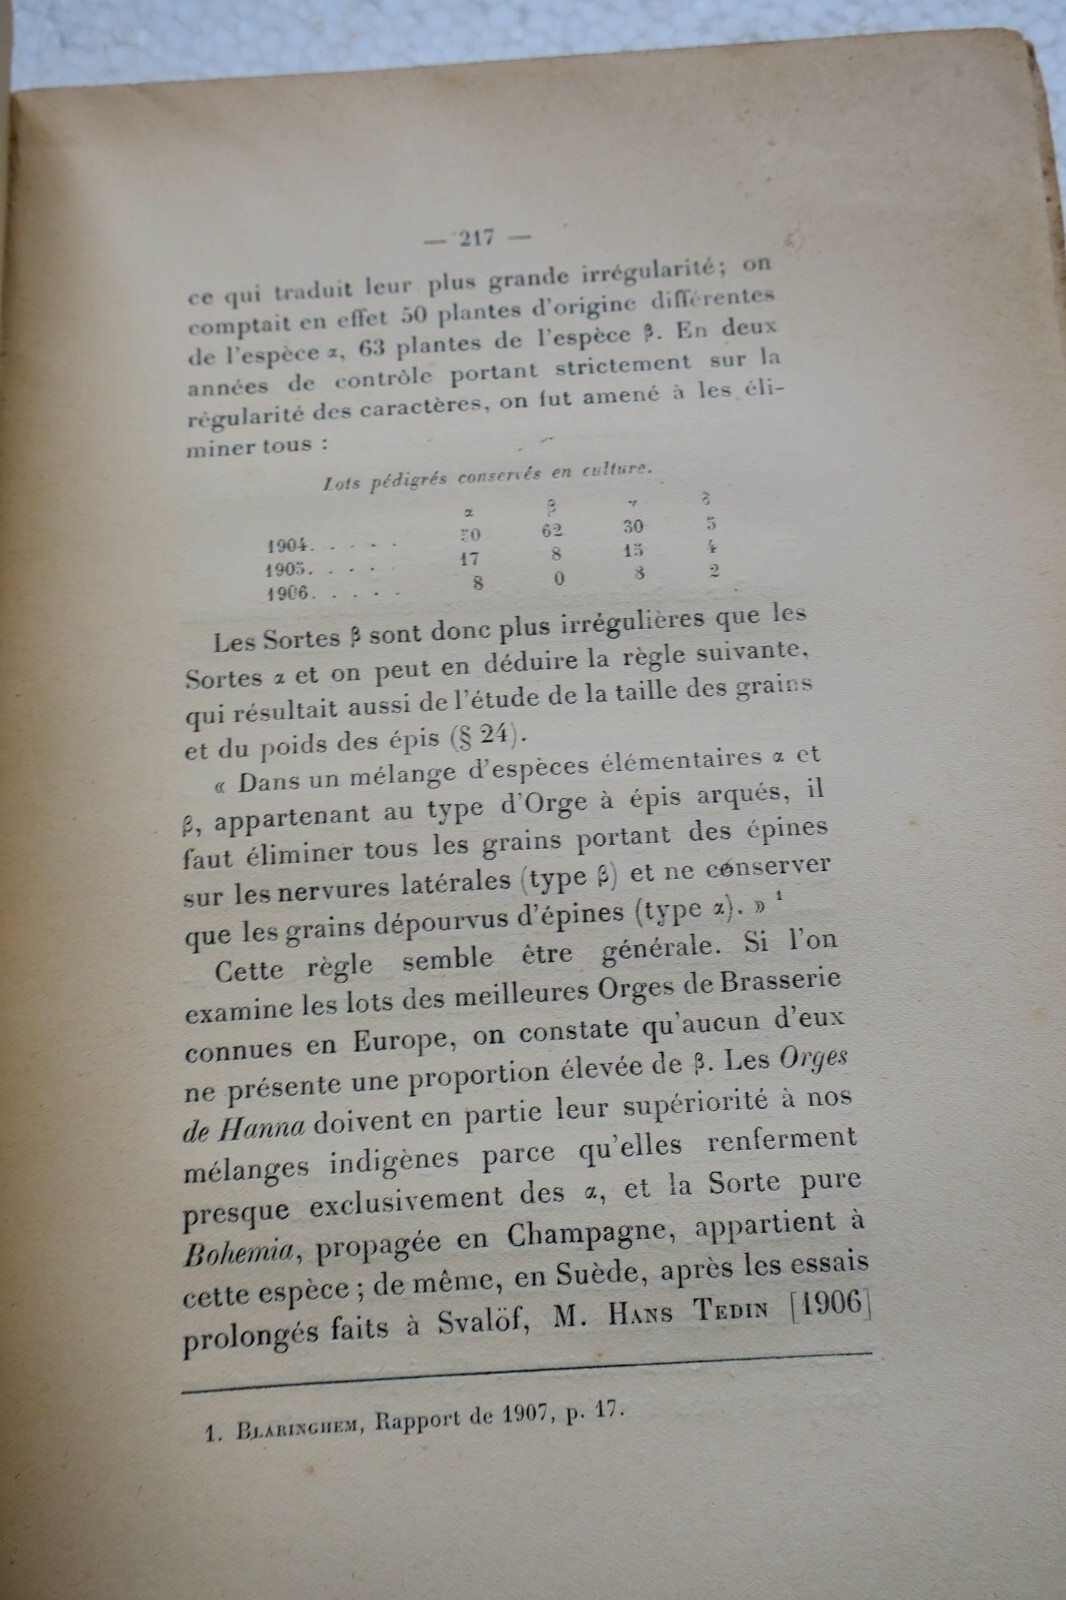 — 217 —
ce qui traduit leur plus grande irrégularité; on
comptait en effet 50 plantes d'origine différentes
de l'espèce α, 63 plantes de l'espèce β. En deux
années de contrôle portant strictement sur la
régularité des caractères, on fut amené à les éli-
miner tous :
Lots pédigrés conservés en culture.
α β γ δ
1904. . . . . 50 62 30 5
1905. . . . . 17 8 15 4
1906. . . . . 8 0 8 2
Les Sortes β sont donc plus irrégulières que les
Sortes α et on peut en déduire la règle suivante,
qui résultait aussi de l'étude de la taille des grains
et du poids des épis (§ 24).
« Dans un mélange d'espèces élémentaires α et
β, appartenant au type d'Orge à épis arqués, il
faut éliminer tous les grains portant des épines
sur les nervures latérales (type β) et ne conserver
que les grains dépourvus d'épines (type α). » 1
Cette règle semble être générale. Si l'on
examine les lots des meilleures Orges de Brasserie
connues en Europe, on constate qu'aucun d'eux
ne présente une proportion élevée de β. Les Orges
de Hanna doivent en partie leur supériorité à nos
mélanges indigènes parce qu'elles renferment
presque exclusivement des α, et la Sorte pure
Bohemia, propagée en Champagne, appartient à
cette espèce ; de même, en Suède, après les essais
prolongés faits à Svalöf, M. HANS TEDIN [1906]
1. BLARINGHEM, Rapport de 1907, p. 17.